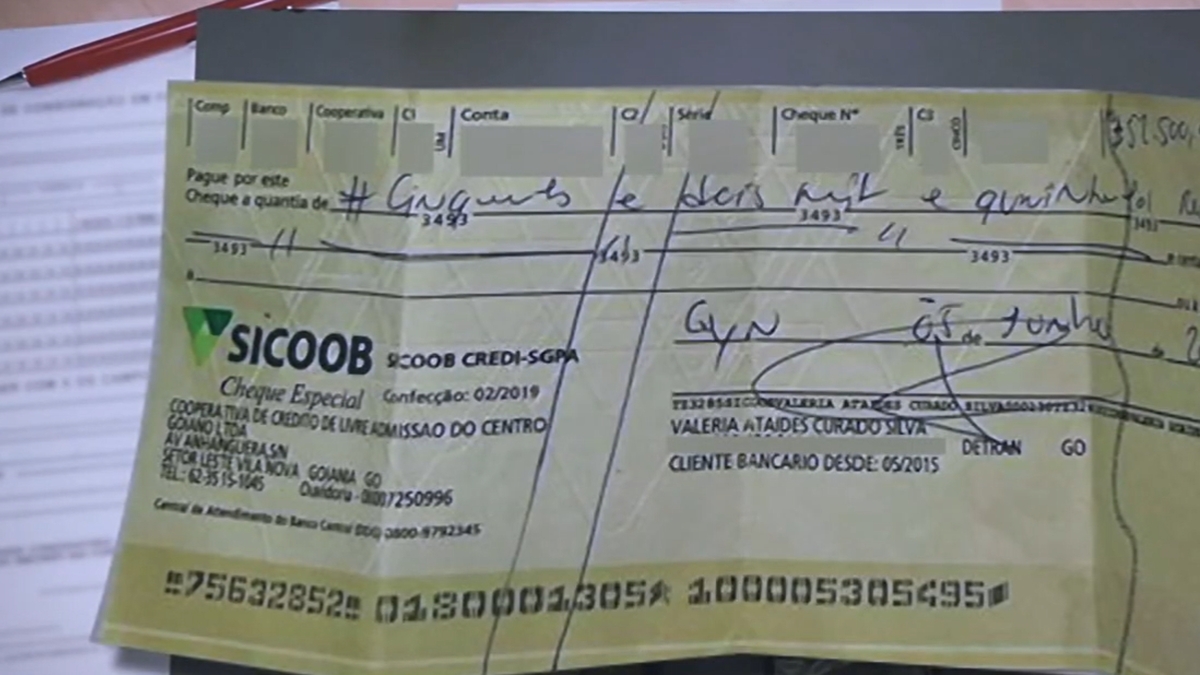 Comp Banco Cooperativa C1 Conta C2 Série Cheque N° C3
Pague por este
Cheque a quantia de # Cinquenta e dois mil e quinhentos
3493 3493 3493
3493 3493 3493
a
Gyn 05 de Junho de
SICOOB SICOOB CREDI-SGPA
Cheque Especial Confecção: 02/2019
COOPERATIVA DE CREDITO DE LIVRE ADMISSAO DO CENTRO
GOIANO LTDA
AV ANHANGUERA,S/N
SETOR LESTE VILA NOVA GOIANIA GO
TEL.: 62-3515-1045 Ouvidoria - 08007250996
Central de Atendimento do Banco Central (DDG) 0800-9792345
VALERIA ATAIDES CURADO SILVA
DETRAN GO
CLIENTE BANCARIO DESDE: 05/2015
75632852 0180001305 100005305495